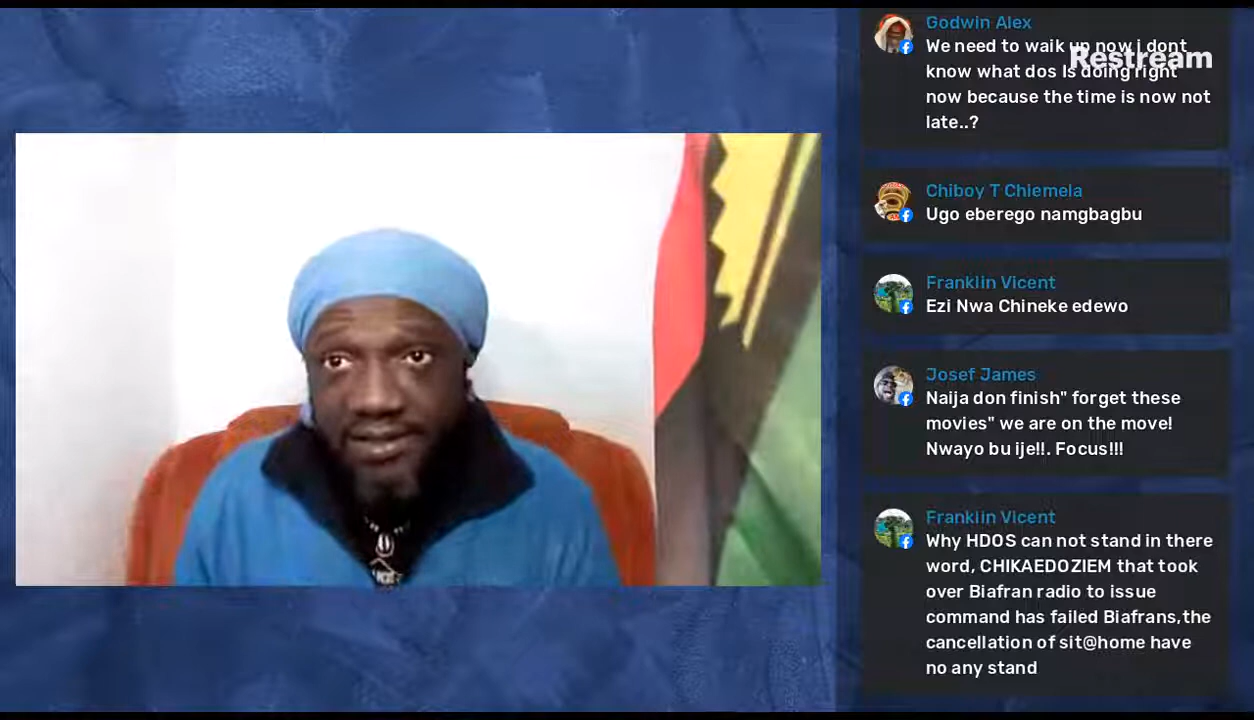 Godwin Alex
We need to waik up now i dont
know what dos Is doing right
now because the time is now not
late..?
Restream
Chiboy T Chiemela
Ugo eberego namgbagbu
Franklin Vicent
Ezi Nwa Chineke edewo
Josef James
Naija don finish" forget these
movies" we are on the move!
Nwayo bu ije!!. Focus!!!
Franklin Vicent
Why HDOS can not stand in there
word, CHIKAEDOZIEM that took
over Biafran radio to issue
command has failed Biafrans,the
cancellation of sit@home have
no any stand